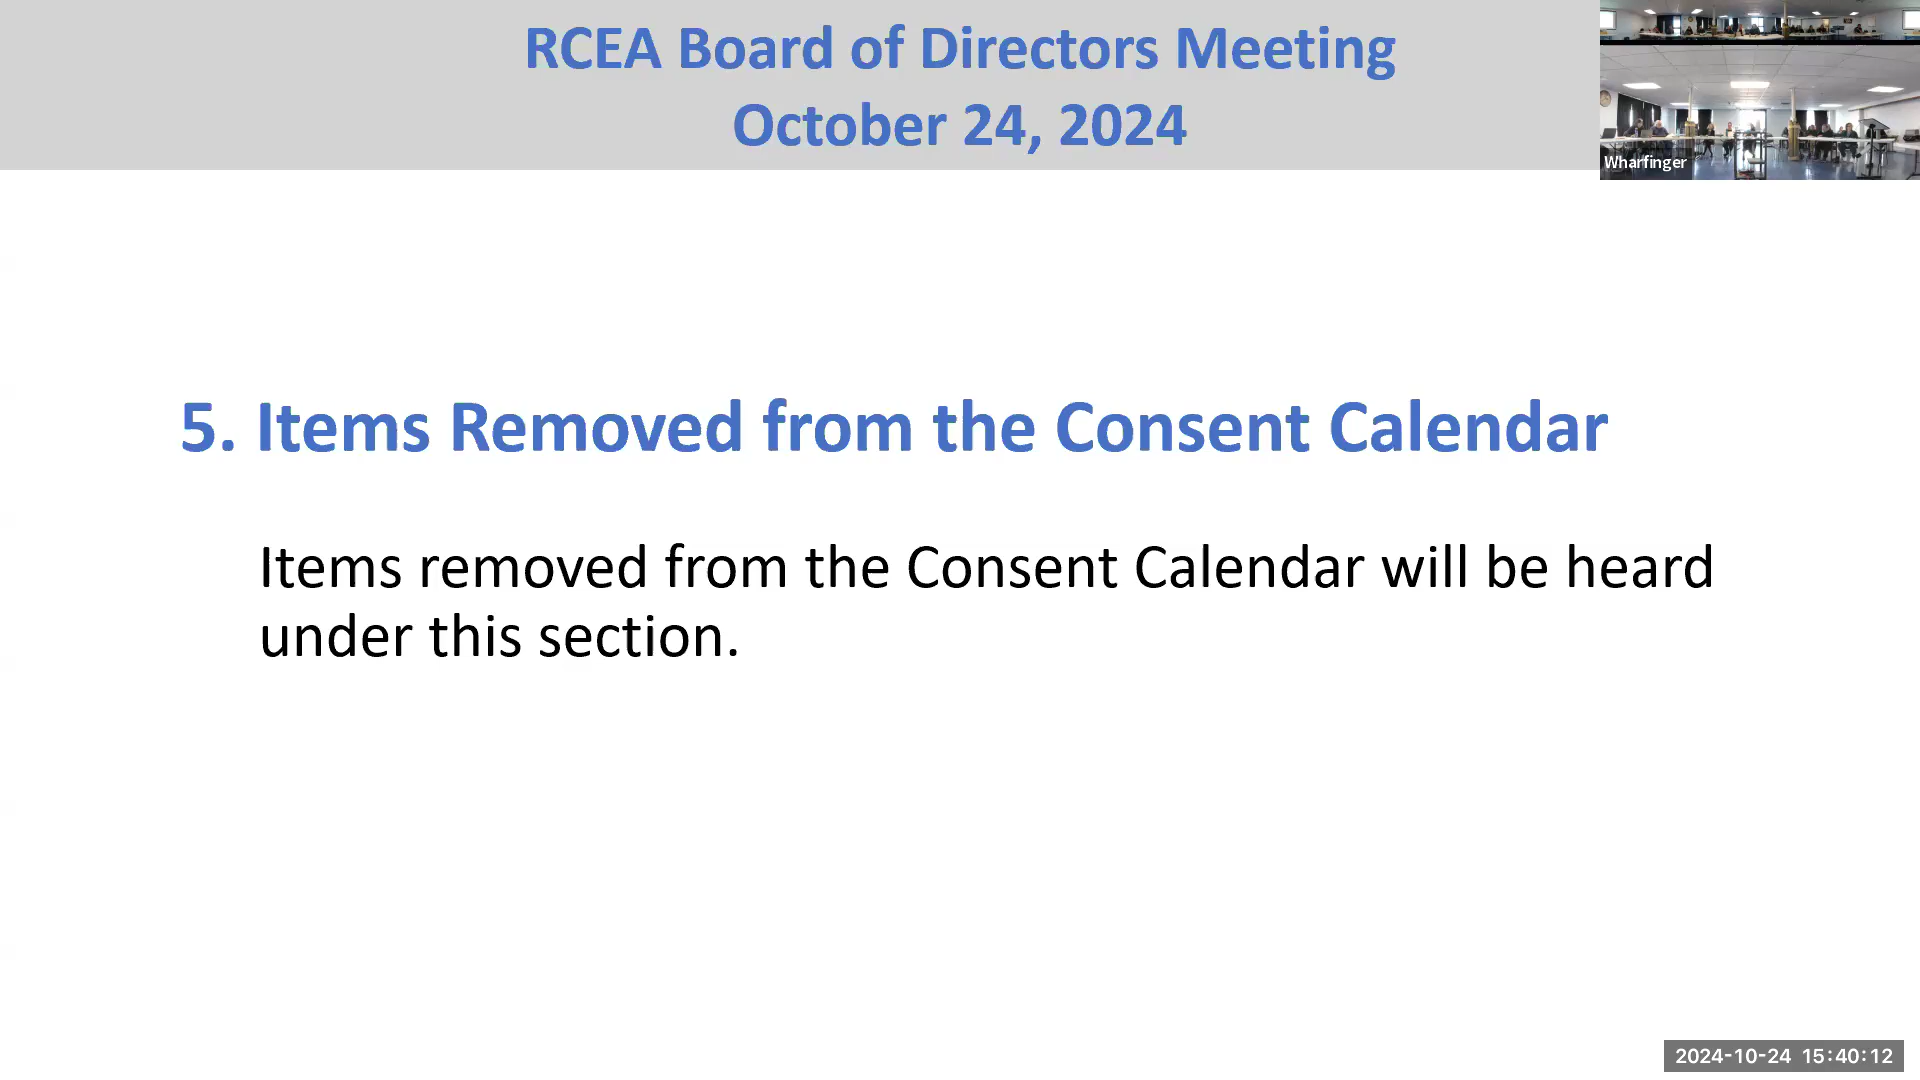 RCEA Board of Directors Meeting
October 24, 2024
Wharfinger
5. Items Removed from the Consent Calendar
Items removed from the Consent Calendar will be heard
under this section.
2024-10-24 15:40:12